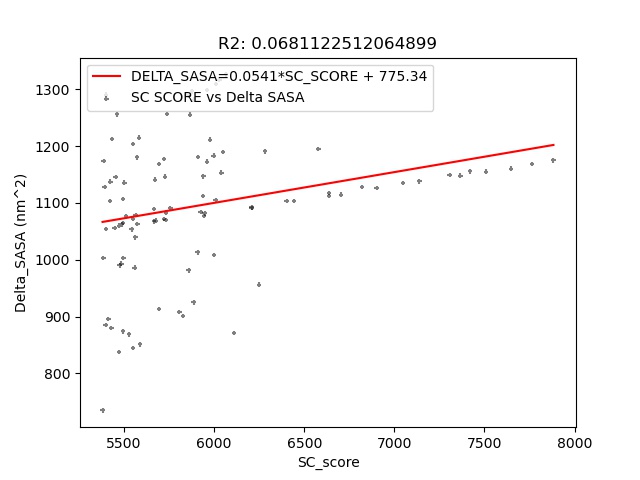 R2: 0.0681122512064899
DELTA_SASA=0.0541*SC_SCORE + 775.34
SC SCORE vs Delta SASA
Delta_SASA (nm^2)
1300
1200
1100
1000
900
800
5500 6000 6500 7000 7500 8000
SC_score